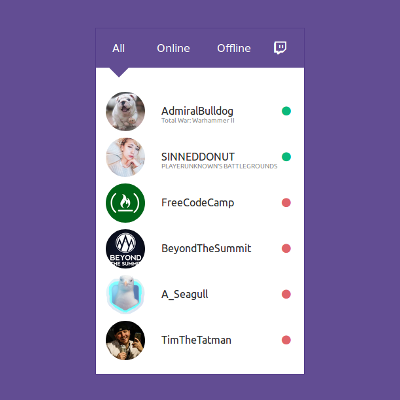 All Online Offline
AdmiralBulldog
Total War: Warhammer II
SINNEDDONUT
PLAYERUNKNOWN'S BATTLEGROUNDS
FreeCodeCamp
BEYOND
THE SUMMIT
BeyondTheSummit
A_Seagull
TimTheTatman